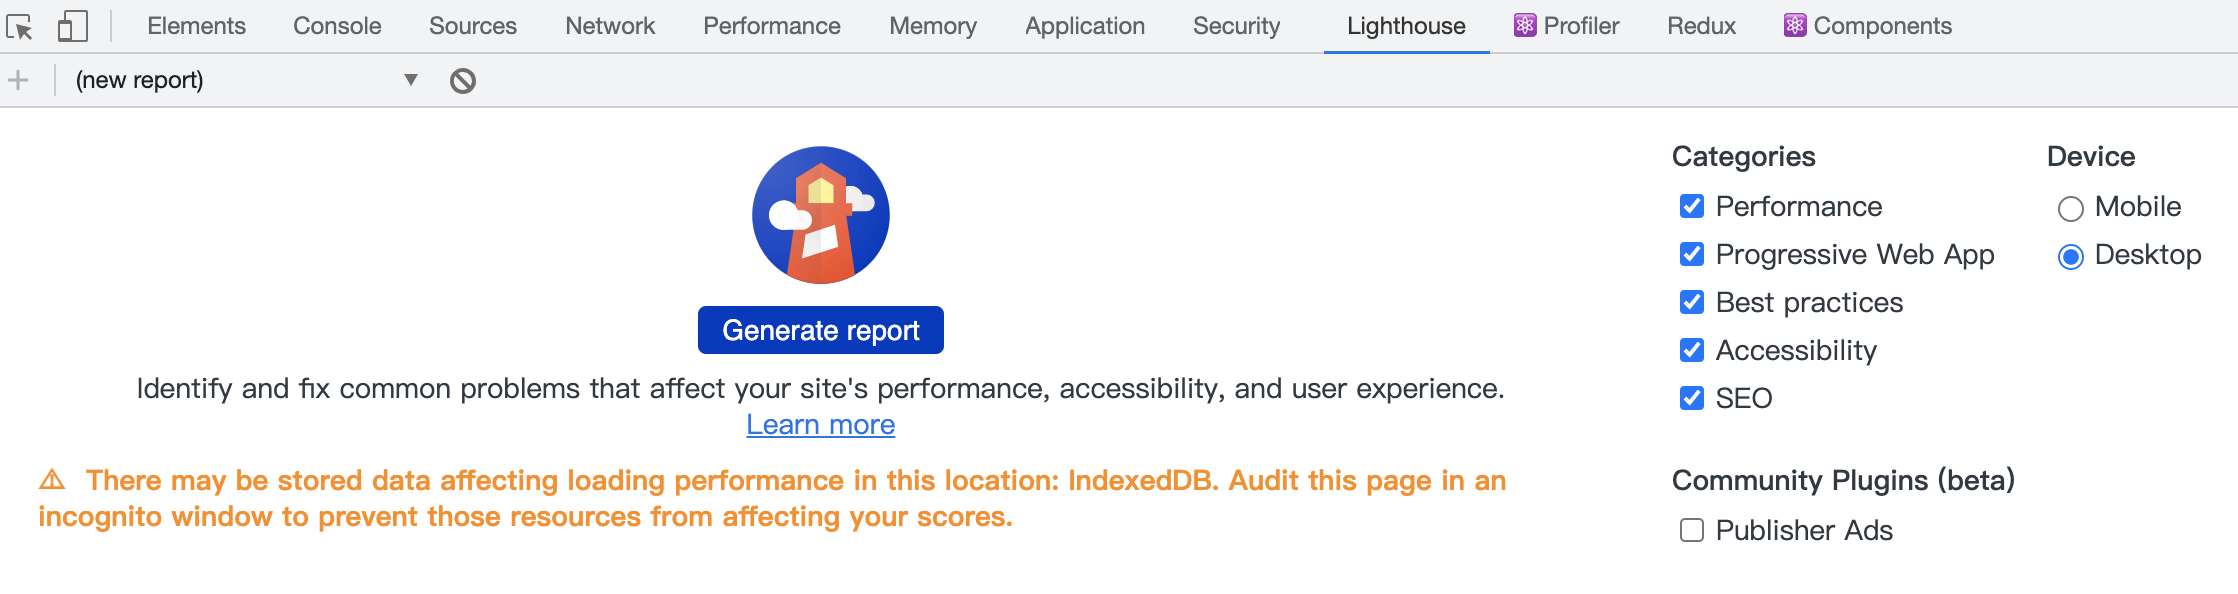 Elements Console Sources Network Performance Memory Application Security Lighthouse Profiler Redux Components
(new report)
Generate report
Identify and fix common problems that affect your site's performance, accessibility, and user experience.
Learn more
There may be stored data affecting loading performance in this location: IndexedDB. Audit this page in an
incognito window to prevent those resources from affecting your scores.
Categories
Performance
Progressive Web App
Best practices
Accessibility
SEO
Device
Mobile
Desktop
Community Plugins (beta)
Publisher Ads